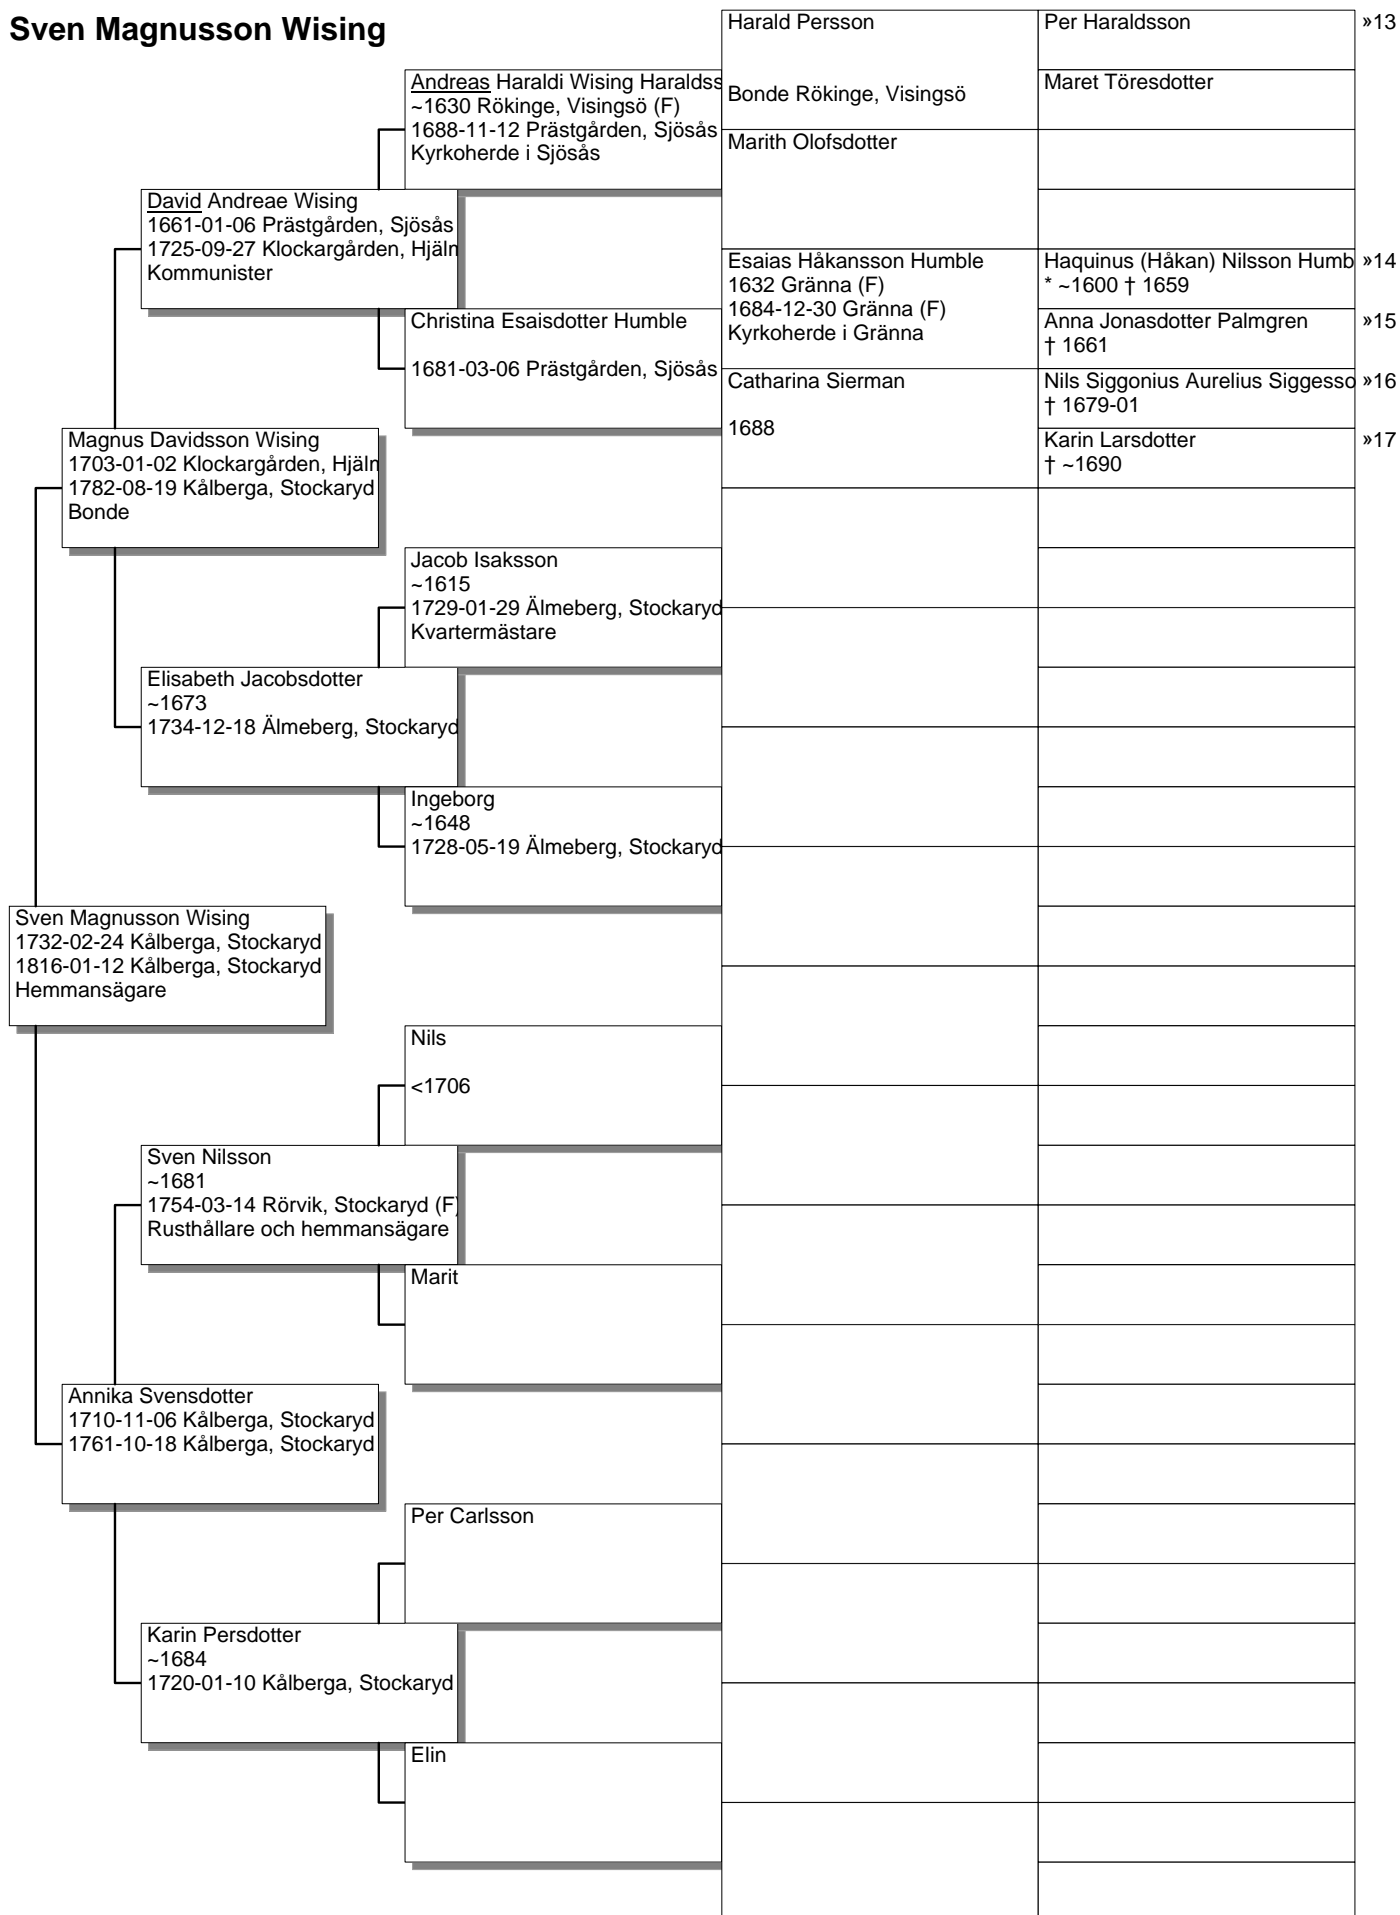 Sven Magnusson Wising
Harald Persson
Bonde Rökinge, Visingsö
Per Haraldsson
»13
Maret Töresdotter
Andreas Haraldi Wising Haraldss
~1630 Rökinge, Visingsö (F)
1688-11-12 Prästgården, Sjösås
Kyrkoherde i Sjösås
Marith Olofsdotter
David Andreae Wising
1661-01-06 Prästgården, Sjösås
1725-09-27 Klockargården, Hjäln
Kommunister
Esaias Håkansson Humble
1632 Gränna (F)
1684-12-30 Gränna (F)
Kyrkoherde i Gränna
Haquinus (Håkan) Nilsson Humb
* ~1600 † 1659
»14
Christina Esaisdotter Humble
1681-03-06 Prästgården, Sjösås
Anna Jonasdotter Palmgren
† 1661
»15
Catharina Sierman
1688
Nils Siggonius Aurelius Siggesso
† 1679-01
»16
Karin Larsdotter
† ~1690
»17
Magnus Davidsson Wising
1703-01-02 Klockargården, Hjäln
1782-08-19 Kålberga, Stockaryd
Bonde
Jacob Isaksson
~1615
1729-01-29 Älmeberg, Stockaryd
Kvartermästare
Elisabeth Jacobsdotter
~1673
1734-12-18 Älmeberg, Stockaryd
Ingeborg
~1648
1728-05-19 Älmeberg, Stockaryd
Sven Magnusson Wising
1732-02-24 Kålberga, Stockaryd
1816-01-12 Kålberga, Stockaryd
Hemmansägare
Nils
<1706
Sven Nilsson
~1681
1754-03-14 Rörvik, Stockaryd (F)
Rusthållare och hemmansägare
Marit
Annika Svensdotter
1710-11-06 Kålberga, Stockaryd
1761-10-18 Kålberga, Stockaryd
Per Carlsson
Karin Persdotter
~1684
1720-01-10 Kålberga, Stockaryd
Elin